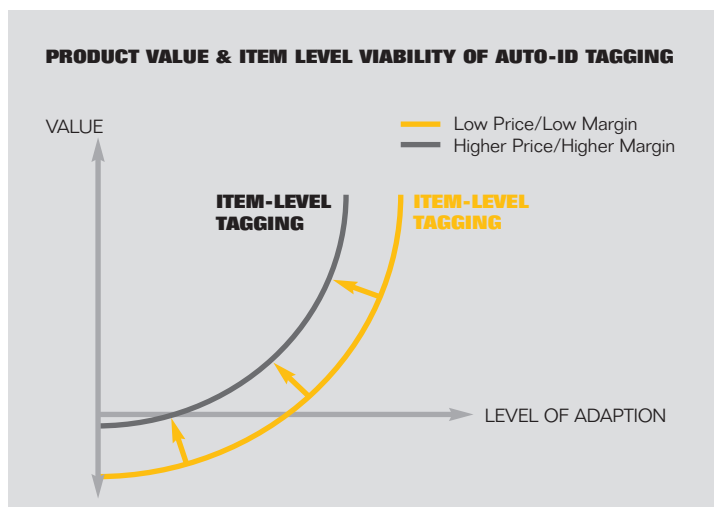 PRODUCT VALUE & ITEM LEVEL VIABILITY OF AUTO-ID TAGGING
VALUE
Low Price/Low Margin
Higher Price/Higher Margin
ITEM-LEVEL
TAGGING
ITEM-LEVEL
TAGGING
LEVEL OF ADAPTION